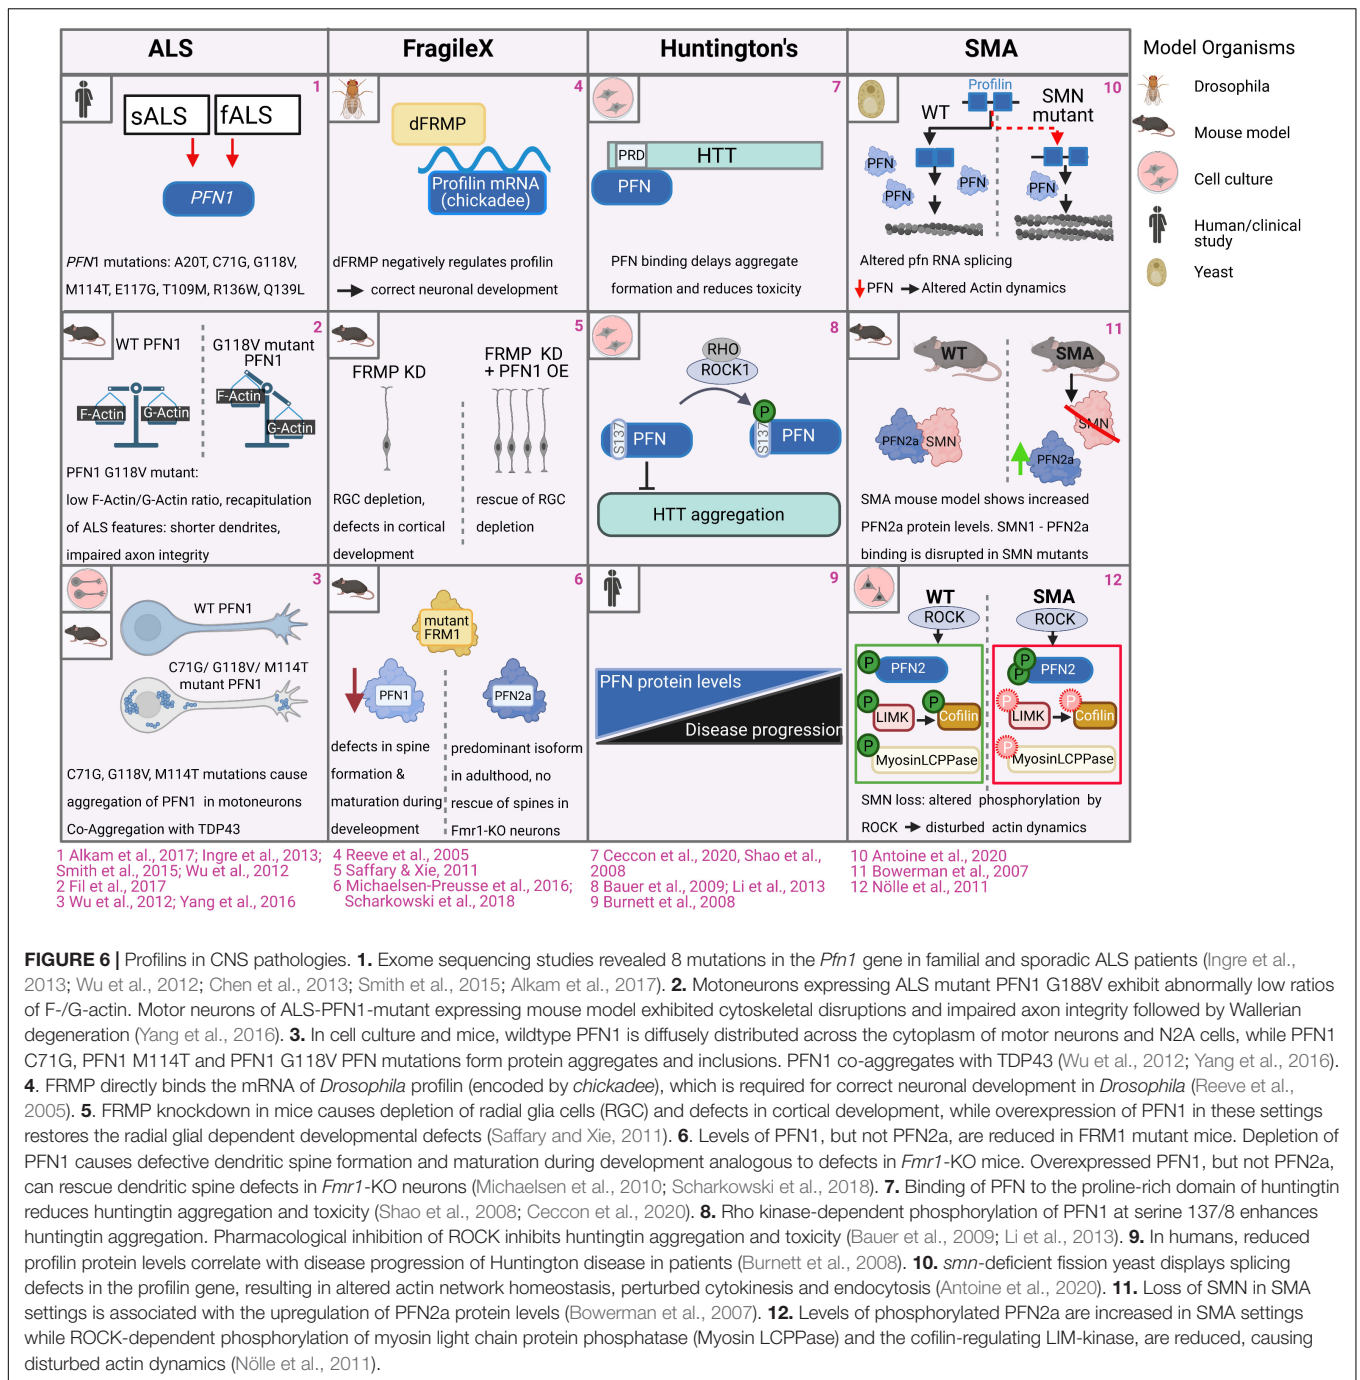 ALS
FragileX
Huntington's
SMA
Model Organisms
Drosophila
Mouse model
Cell culture
Human/clinical
study
Yeast
1
sALS
fALS
PFN1
PFN1 mutations: A20T, C71G, G118V,
M114T, E117G, T109M, R136W, Q139L
4
dFRMP
Profilin mRNA
(chickadee)
dFRMP negatively regulates profilin
correct neuronal development
7
PRD
HTT
PFN
PFN binding delays aggregate
formation and reduces toxicity
10
Profilin
WT
SMN
mutant
PFN
PFN
PFN
PFN
Altered pfn RNA splicing
PFN
Altered Actin dynamics
2
WT PFN1
G118V mutant
PFN1
F-Actin
G-Actin
F-Actin
G-Actin
PFN1 G118V mutant:
low F-Actin/G-Actin ratio, recapitulation
of ALS features: shorter dendrites,
impaired axon integrity
5
FRMP KD
FRMP KD
+ PFN1 OE
RGC depletion,
defects in cortical
development
rescue of RGC
depletion
8
RHO
ROCK1
P
S137
PFN
S137
PFN
HTT aggregation
11
WT
SMA
SMN
PFN2a
SMN
PFN2a
SMA mouse model shows increased
PFN2a protein levels. SMN1 - PFN2a
binding is disrupted in SMN mutants
3
WT PFN1
C71G/ G118V/ M114T
mutant PFN1
C71G, G118V, M114T mutations cause
aggregation of PFN1 in motoneurons
Co-Aggregation with TDP43
6
mutant
FRM1
PFN1
PFN2a
defects in spine
formation &
maturation during
develeopment
predominant isoform
in adulthood, no
rescue of spines in
Fmr1-KO neurons
9
PFN protein levels
Disease progression
12
WT
SMA
ROCK
ROCK
P
PFN2
P
P
PFN2
P
LIMK
P
Cofilin
P
LIMK
P
Cofilin
P
MyosinLCPPase
P
MyosinLCPPase
SMN loss: altered phosphorylation by
ROCK
disturbed actin dynamics
1 Alkam et al., 2017; Ingre et al., 2013;
Smith et al., 2015; Wu et al., 2012
2 Fil et al., 2017
3 Wu et al., 2012; Yang et al., 2016
4 Reeve et al., 2005
5 Saffary & Xie, 2011
6 Michaelsen-Preusse et al., 2016;
Scharkowski et al., 2018
7 Ceccon et al., 2020, Shao et al.,
2008
8 Bauer et al., 2009; Li et al., 2013
9 Burnett et al., 2008
10 Antoine et al., 2020
11 Bowerman et al., 2007
12 Nölle et al., 2011
FIGURE 6 | Profilins in CNS pathologies. 1. Exome sequencing studies revealed 8 mutations in the Pfn1 gene in familial and sporadic ALS patients (Ingre et al.,
2013; Wu et al., 2012; Chen et al., 2013; Smith et al., 2015; Alkam et al., 2017). 2. Motoneurons expressing ALS mutant PFN1 G188V exhibit abnormally low ratios
of F-/G-actin. Motor neurons of ALS-PFN1-mutant expressing mouse model exhibited cytoskeletal disruptions and impaired axon integrity followed by Wallerian
degeneration (Yang et al., 2016). 3. In cell culture and mice, wildtype PFN1 is diffusely distributed across the cytoplasm of motor neurons and N2A cells, while PFN1
C71G, PFN1 M114T and PFN1 G118V PFN mutations form protein aggregates and inclusions. PFN1 co-aggregates with TDP43 (Wu et al., 2012; Yang et al., 2016).
4. FRMP directly binds the mRNA of Drosophila profilin (encoded by chickadee), which is required for correct neuronal development in Drosophila (Reeve et al.,
2005). 5. FRMP knockdown in mice causes depletion of radial glia cells (RGC) and defects in cortical development, while overexpression of PFN1 in these settings
restores the radial glial dependent developmental defects (Saffary and Xie, 2011). 6. Levels of PFN1, but not PFN2a, are reduced in FRM1 mutant mice. Depletion of
PFN1 causes defective dendritic spine formation and maturation during development analogous to defects in Fmr1-KO mice. Overexpressed PFN1, but not PFN2a,
can rescue dendritic spine defects in Fmr1-KO neurons (Michaelsen et al., 2010; Scharkowski et al., 2018). 7. Binding of PFN to the proline-rich domain of huntingtin
reduces huntingtin aggregation and toxicity (Shao et al., 2008; Ceccon et al., 2020). 8. Rho kinase-dependent phosphorylation of PFN1 at serine 137/8 enhances
huntingtin aggregation. Pharmacological inhibition of ROCK inhibits huntingtin aggregation and toxicity (Bauer et al., 2009; Li et al., 2013). 9. In humans, reduced
profilin protein levels correlate with disease progression of Huntington disease in patients (Burnett et al., 2008). 10. smn-deficient fission yeast displays splicing
defects in the profilin gene, resulting in altered actin network homeostasis, perturbed cytokinesis and endocytosis (Antoine et al., 2020). 11. Loss of SMN in SMA
settings is associated with the upregulation of PFN2a protein levels (Bowerman et al., 2007). 12. Levels of phosphorylated PFN2a are increased in SMA settings
while ROCK-dependent phosphorylation of myosin light chain protein phosphatase (Myosin LCPPase) and the cofilin-regulating LIM-kinase, are reduced, causing
disturbed actin dynamics (Nölle et al., 2011).